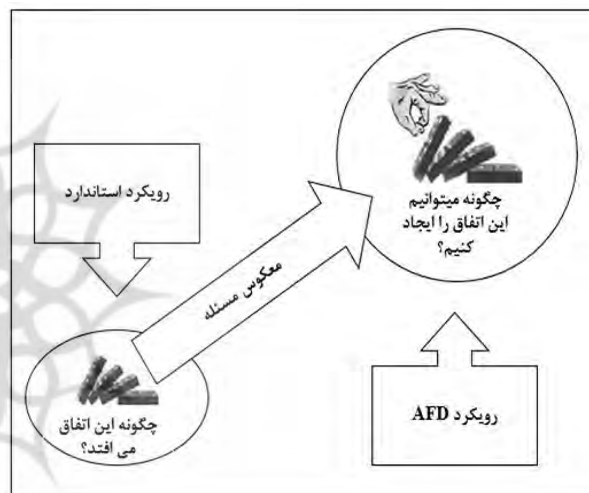 چگونه میتوانیم
این اتفاق را ایجاد
کنیم؟
رویکرد استاندارد
معکوس مسئله
چگونه این اتفاق
می افتد؟
رویکرد AFD